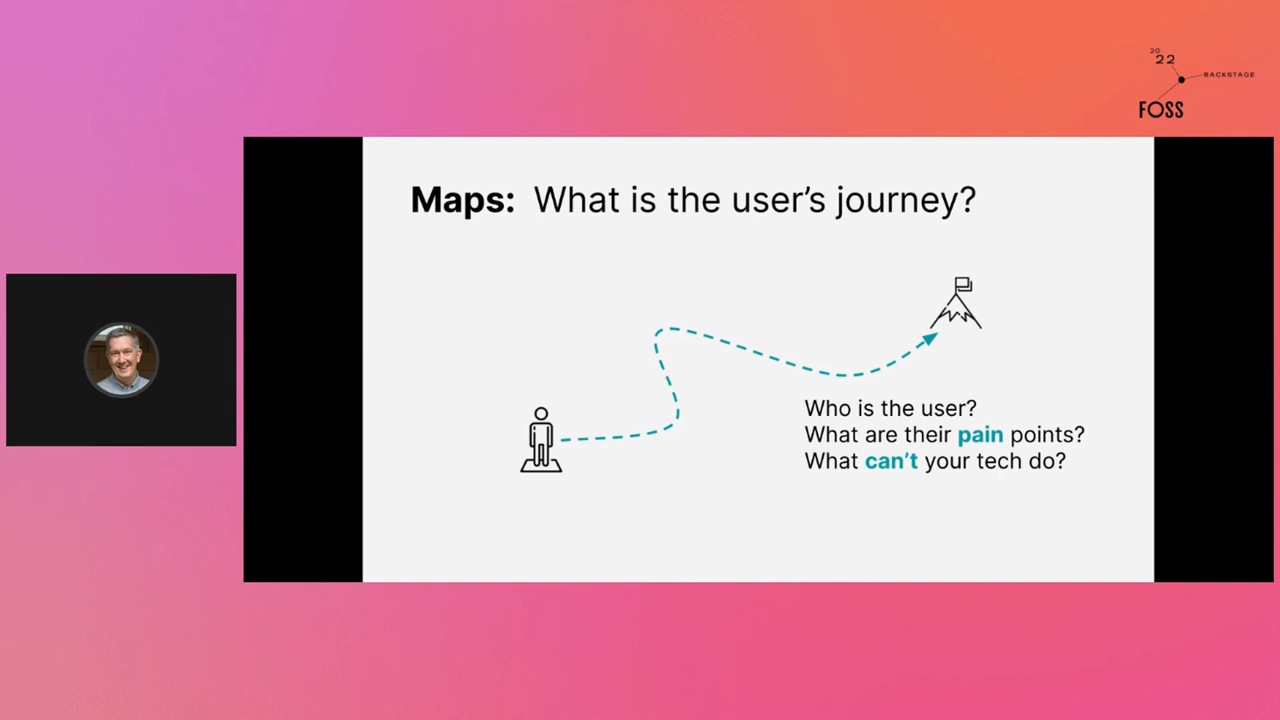 20
22
BACKSTAGE
FOSS
Maps: What is the user’s journey?
Who is the user?
What are their pain points?
What can’t your tech do?